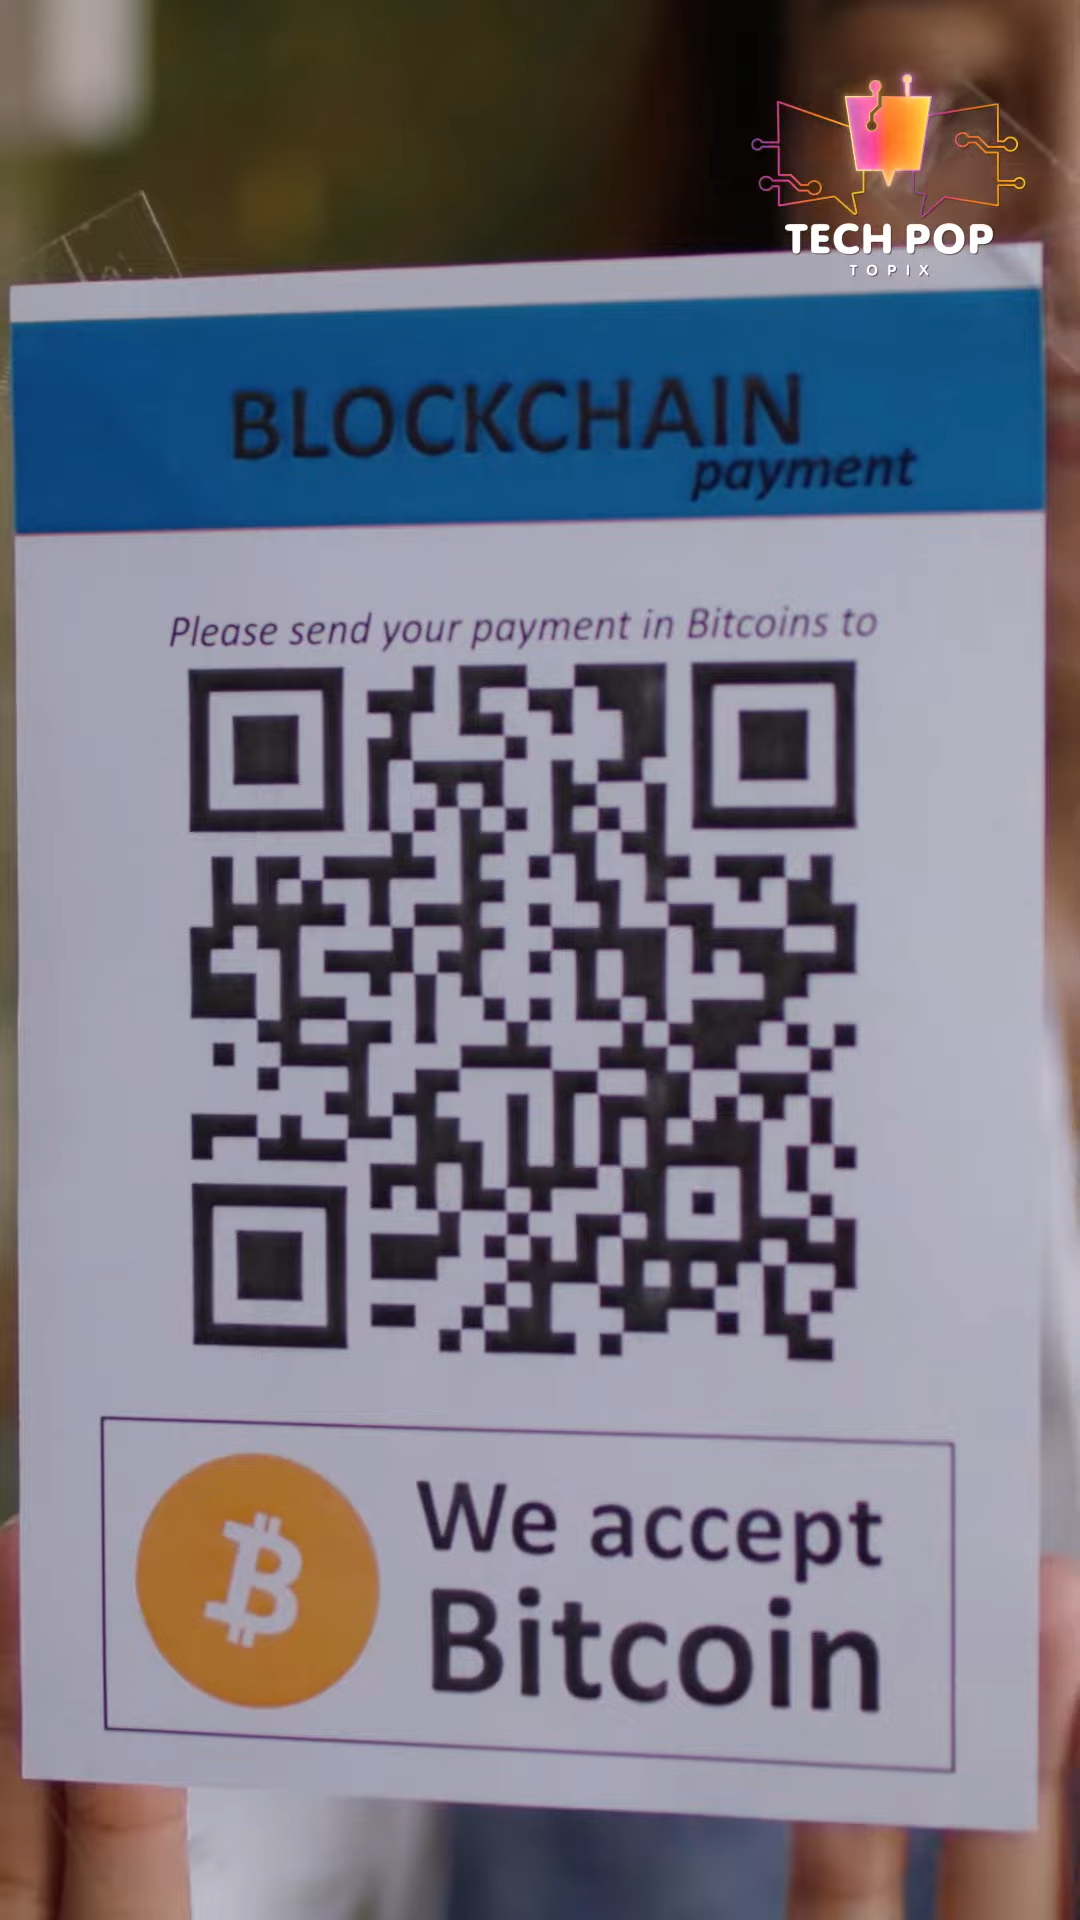 TECH POP
TOPIX
BLOCKCHAIN
payment
Please send your payment in Bitcoins to
We accept
Bitcoin